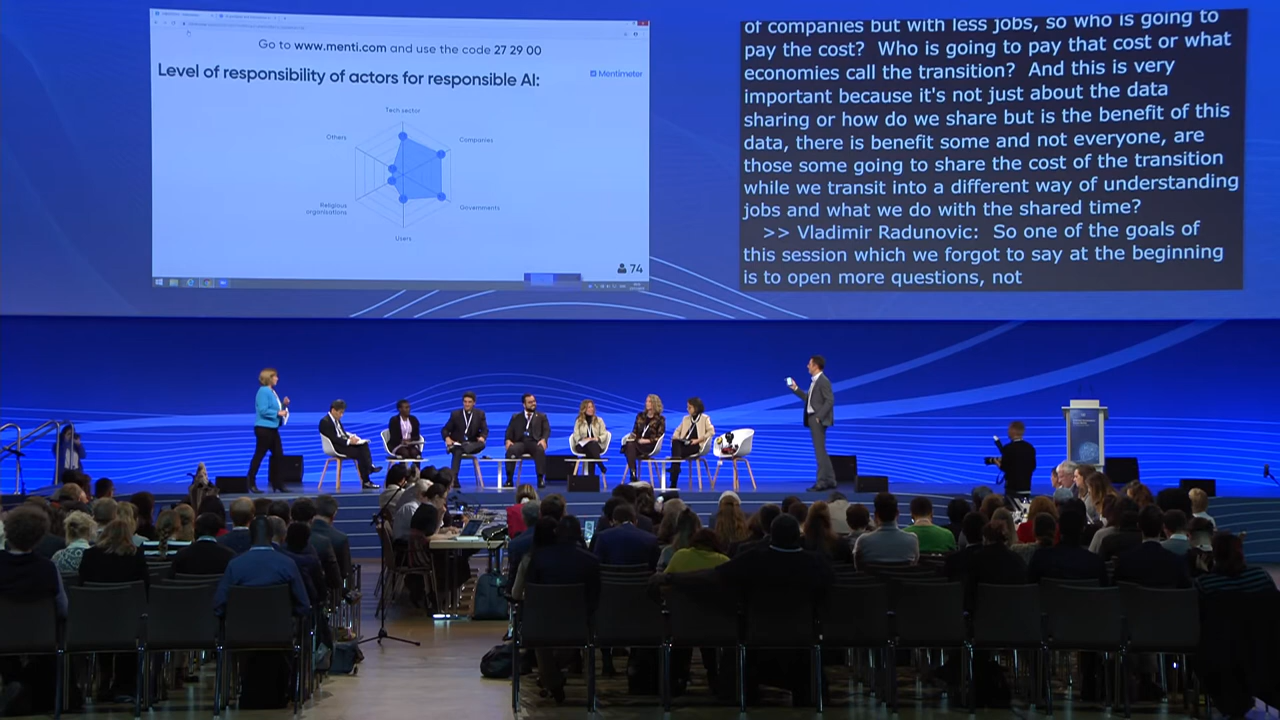 Go to www.menti.com and use the code 27 29 00
Level of responsibility of actors for responsible AI:
Mentimeter
Tech sector
Others
Companies
Religious
organisations
Governments
Users
74
of companies but with less jobs, so who is going to
pay the cost?  Who is going to pay that cost or what
economies call the transition?  And this is very
important because it's not just about the data
sharing or how do we share but is the benefit of this
data, there is benefit some and not everyone, are
those some going to share the cost of the transition
while we transit into a different way of understanding
jobs and what we do with the shared time?
>> Vladimir Radunovic:  So one of the goals of
this session which we forgot to say at the beginning
is to open more questions, not